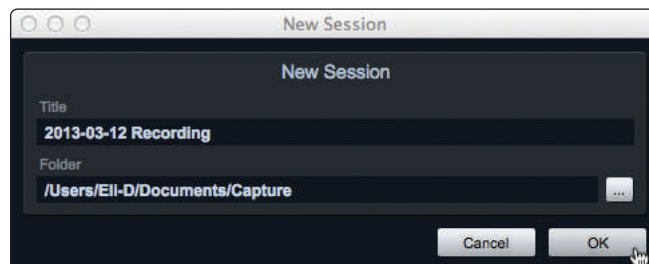 New Session
New Session
Title
2013-03-12 Recording
Folder
/Users/Eli-D/Documents/Capture
...
Cancel OK